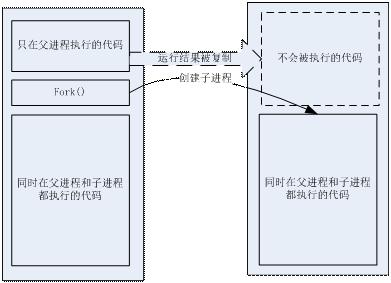 只在父进程执行的代码
运行结果被复制
不会被执行的代码
Fork()
创建子进程
同时在父进程和子进程
都执行的代码
同时在父进程和子进程
都执行的代码